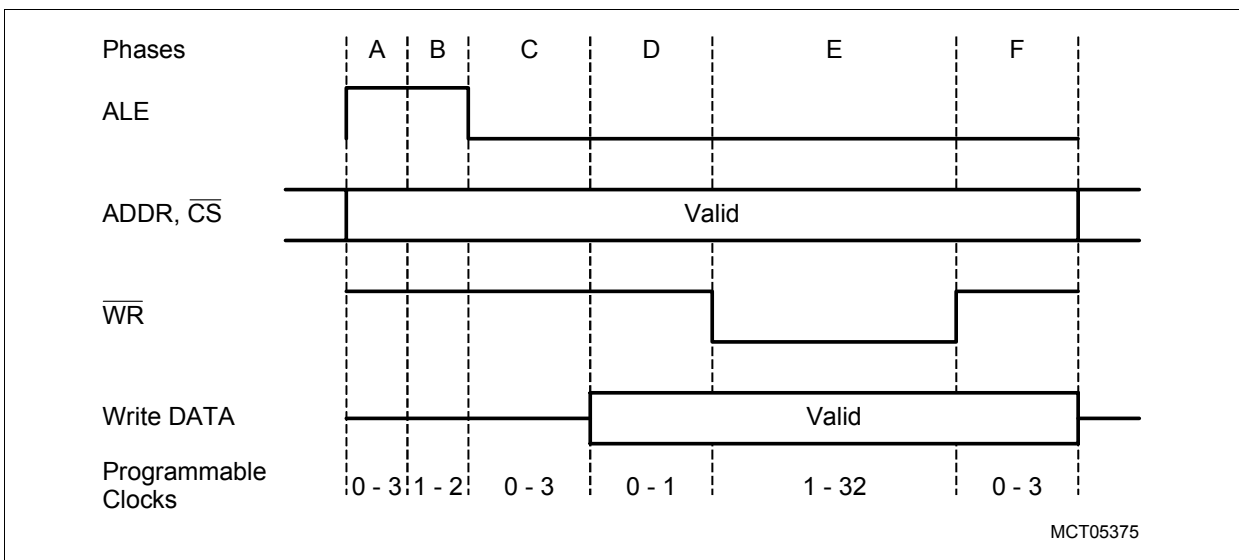 Phases A B C D E F
ALE
ADDR, CS Valid
WR
Write DATA Valid
Programmable
Clocks 0 - 3 1 - 2 0 - 3 0 - 1 1 - 32 0 - 3
MCT05375